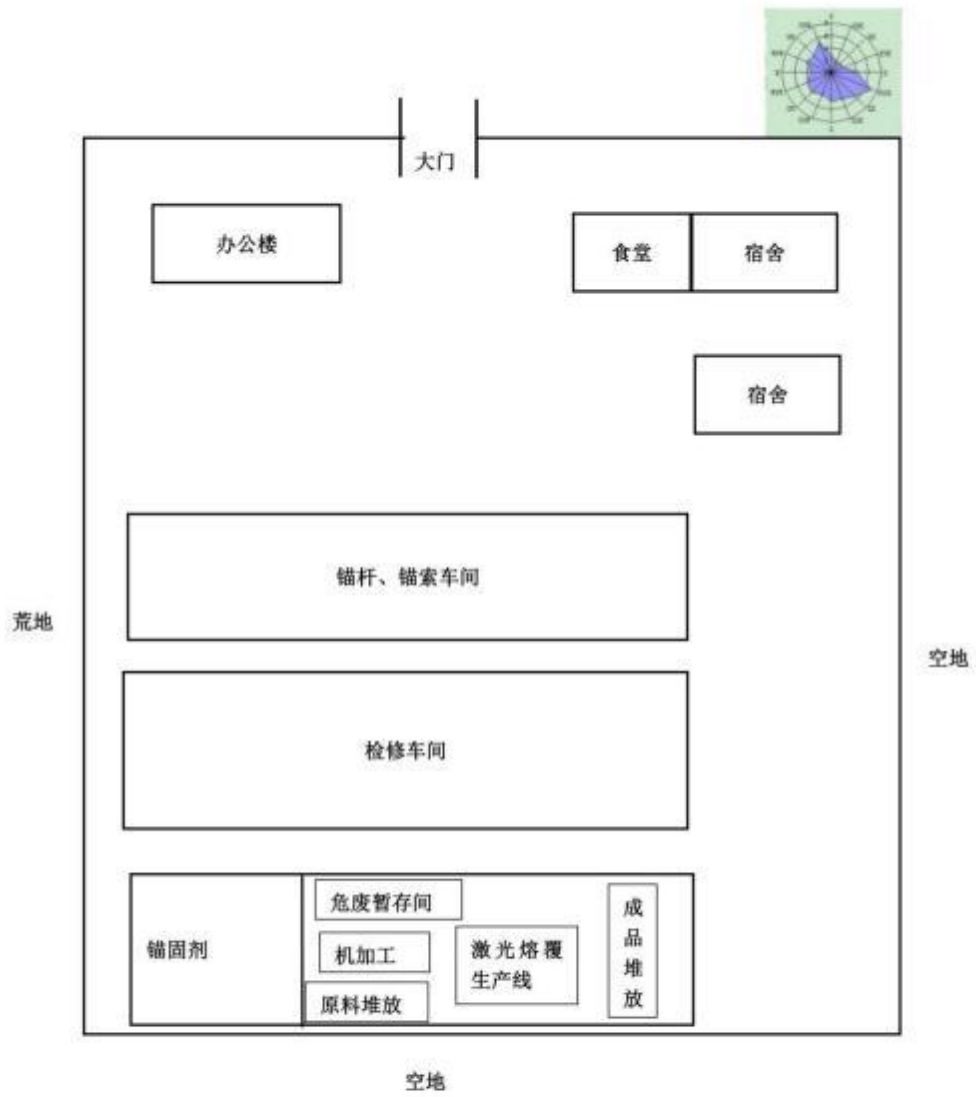 大门
办公楼
食堂
宿舍
宿舍
锚杆、锚索车间
荒地
空地
检修车间
锚固剂
危废暂存间
机加工
原料堆放
激光熔覆
生产线
成
品
堆
放
空地